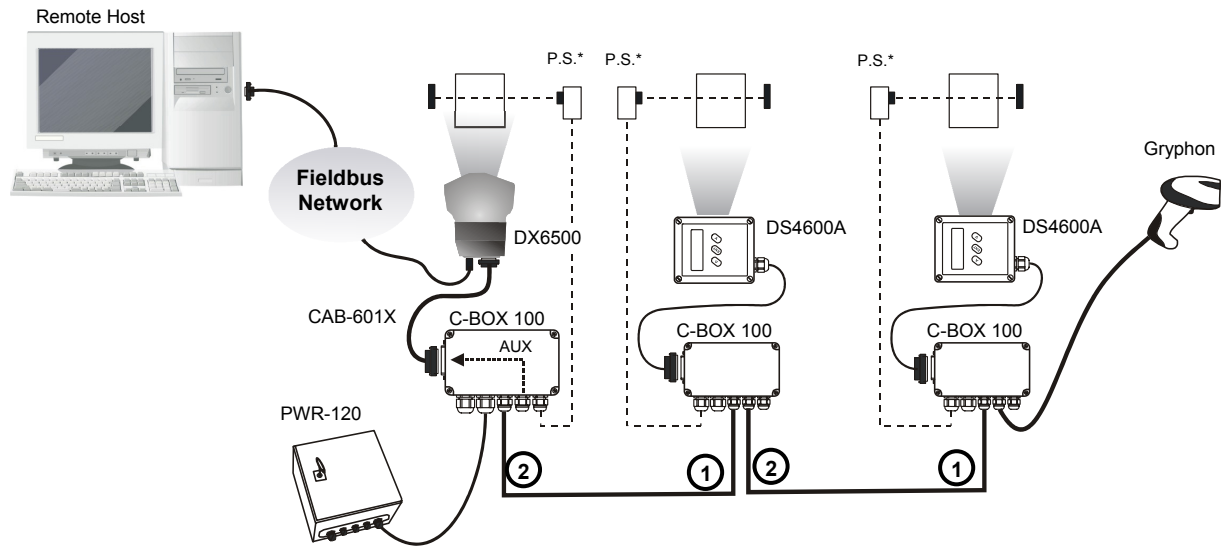 Remote Host
P.S.*
P.S.*
P.S.*
Gryphon
Fieldbus
Network
DX6500
DS4600A
DS4600A
CAB-601X
C-BOX 100
AUX
C-BOX 100
C-BOX 100
PWR-120
2
1
2
1